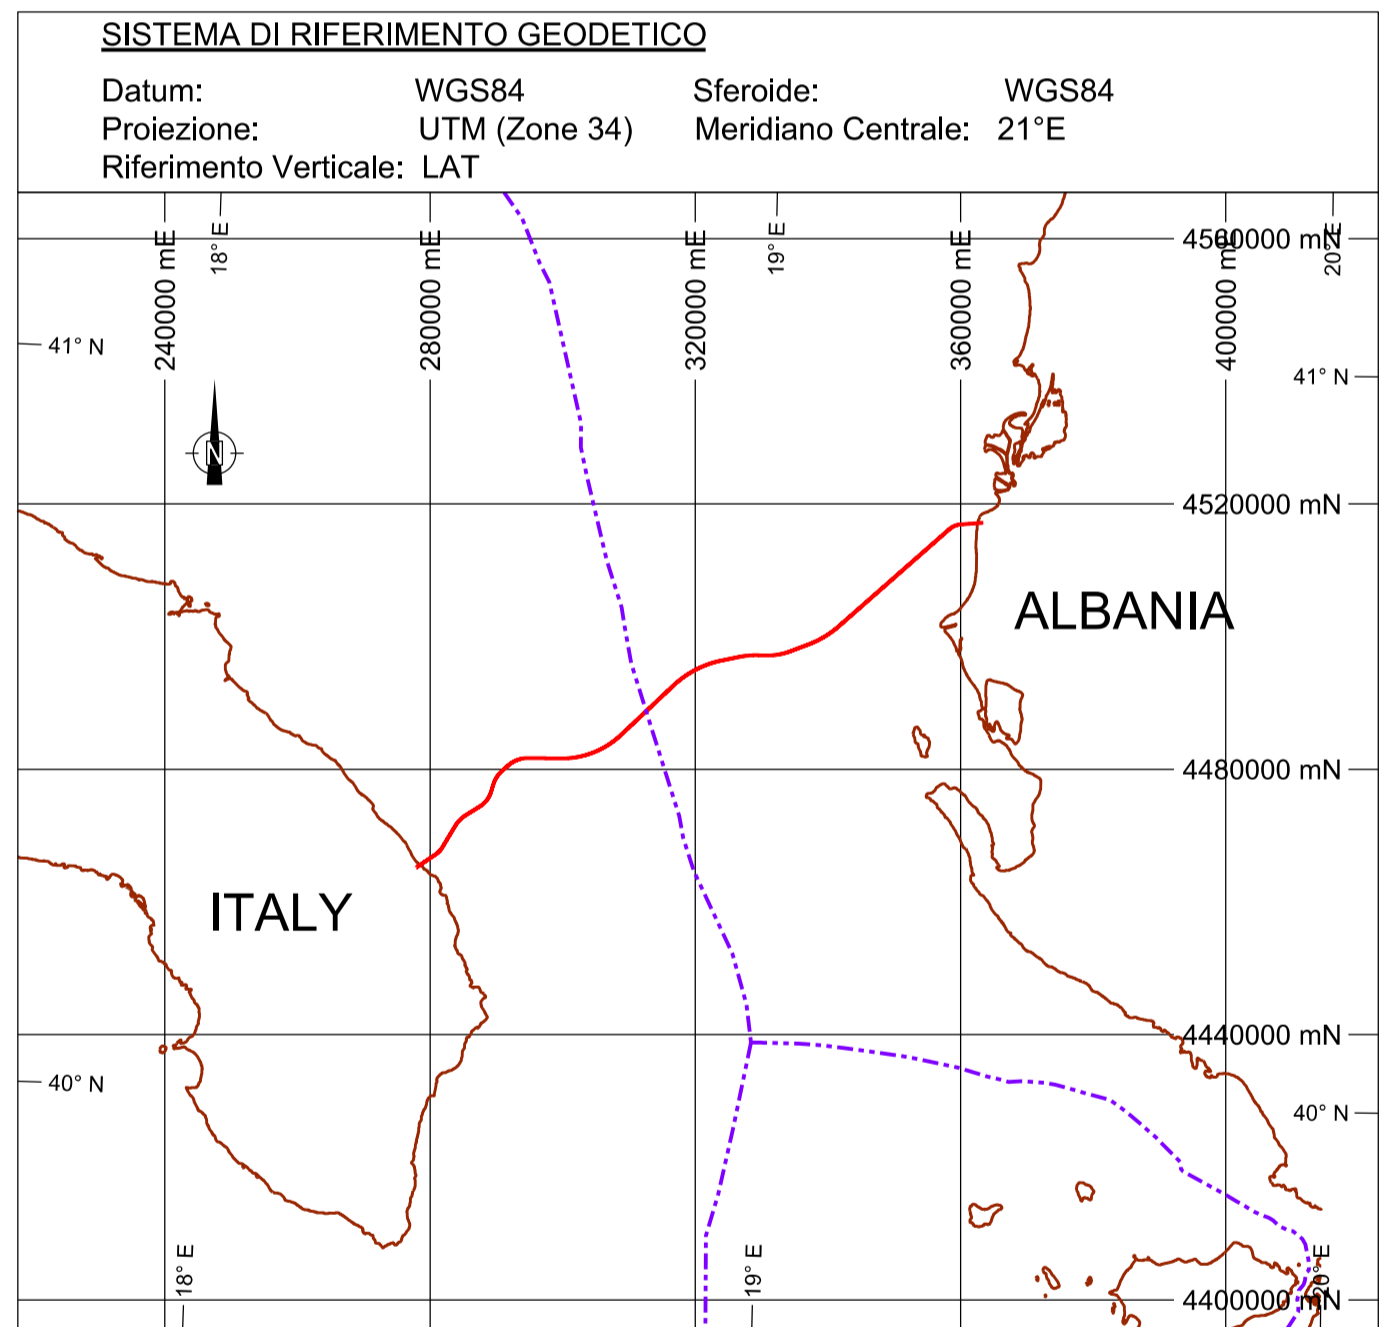 SISTEMA DI RIFERIMENTO GEODETICO
Datum: WGS84 Sferoide: WGS84
Proiezione: UTM (Zone 34) Meridiano Centrale: 21°E
Riferimento Verticale: LAT
240000 mE
18° E
280000 mE
320000 mE
19° E
360000 mE
400000 mE
20° E
4560000 mN
41° N
41° N
N
4520000 mN
ALBANIA
4480000 mN
ITALY
4440000 mN
40° N
40° N
18° E
19° E
20° E
4400000 mN